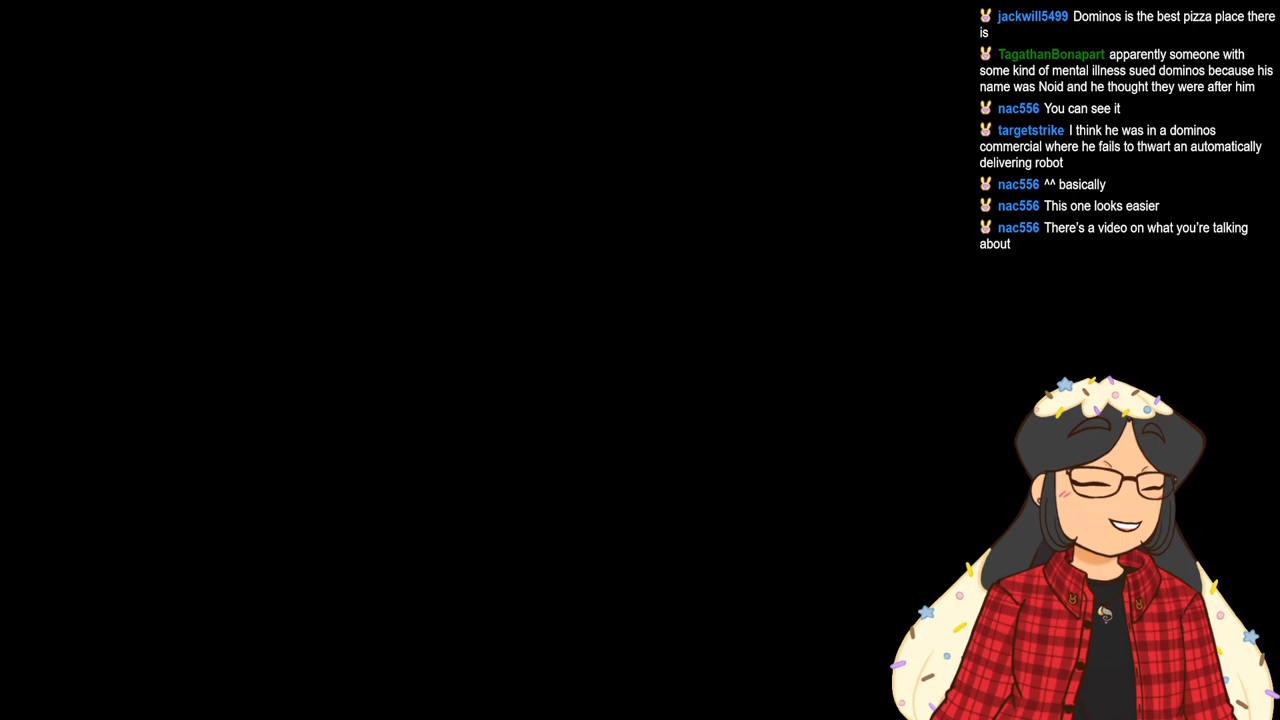 jackwill5499 Dominos is the best pizza place there
is
TagathanBonapart apparently someone with
some kind of mental illness sued dominos because his
name was Noid and he thought they were after him
nac556 You can see it
targetstrike I think he was in a dominos
commercial where he fails to thwart an automatically
delivering robot
nac556 ^^ basically
nac556 This one looks easier
nac556 There's a video on what you're talking
about